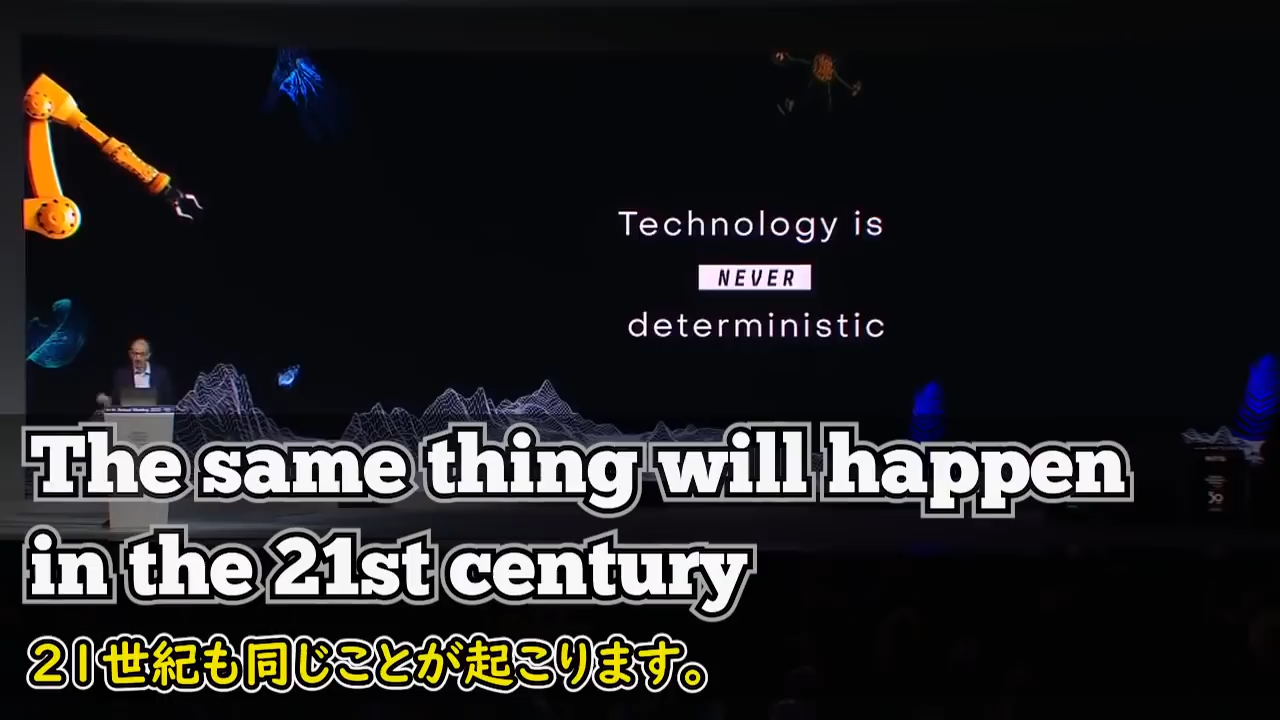 Technology is
NEVER
deterministic
The same thing will happen
in the 21st century
21世紀も同じことが起こります。